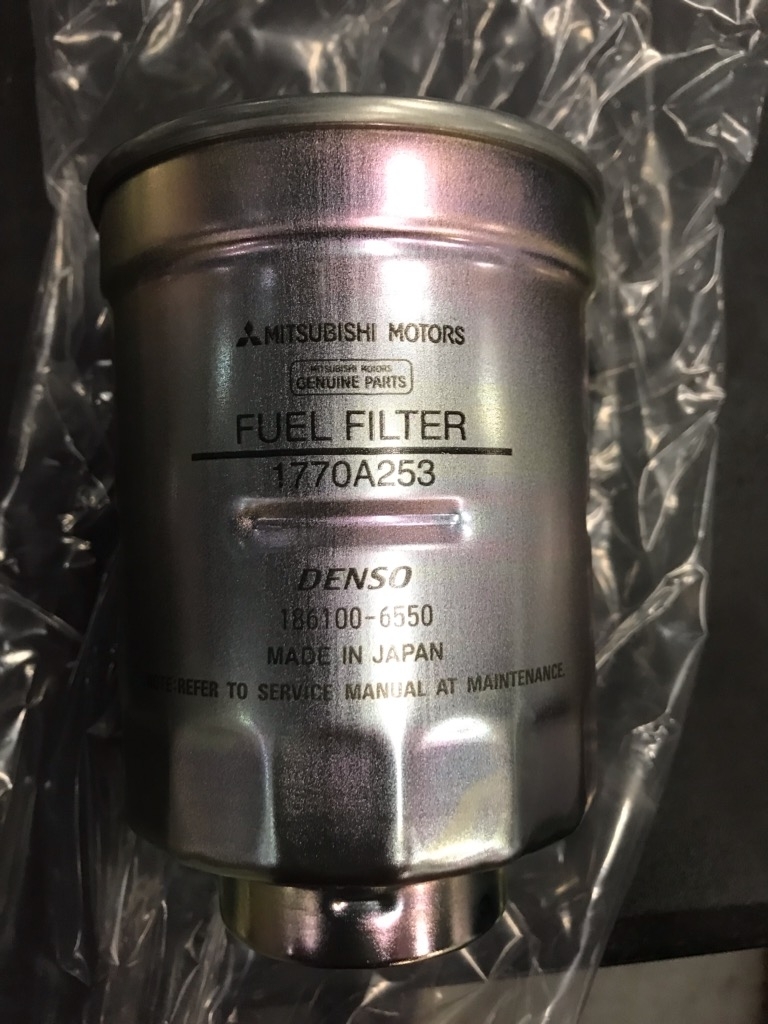 MITSUBISHI MOTORS
MITSUBISHI MOTORS
GENUINE PARTS
FUEL FILTER
1770A253
DENSO
186100-6550
MADE IN JAPAN
NOTE:REFER TO SERVICE MANUAL AT MAINTENANCE.